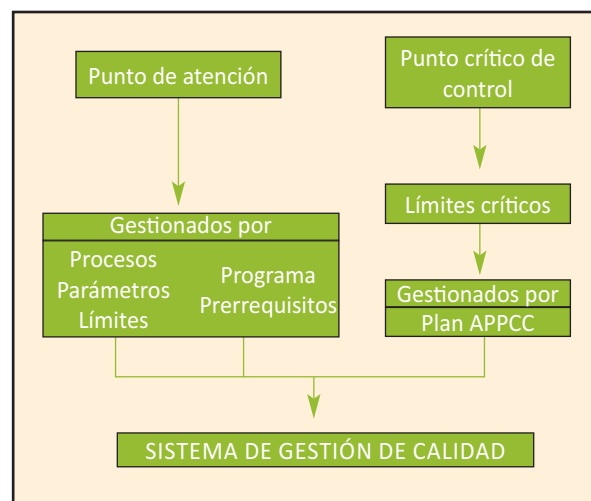 Punto de atención
Punto crítico de
control
Límites críticos
Gestionados por
Procesos
Parámetros
Límites
Programa
Prerrequisitos
Gestionados por
Plan APPCC
SISTEMA DE GESTIÓN DE CALIDAD